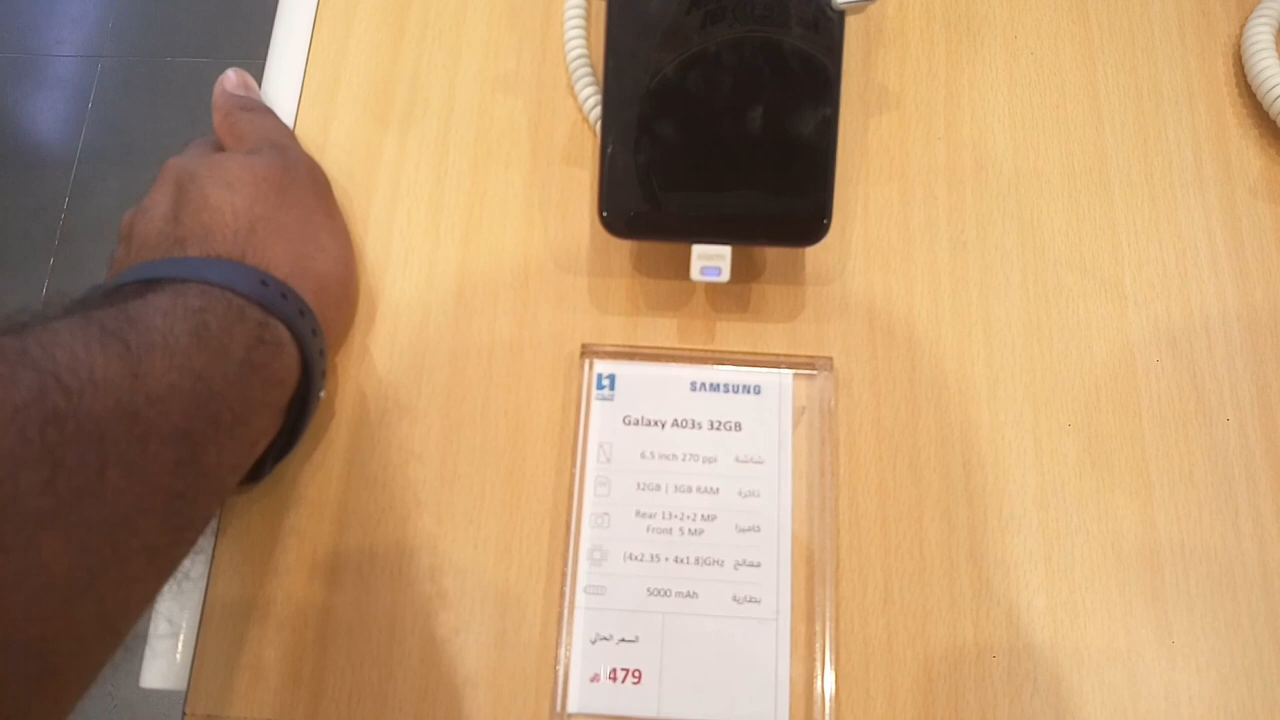 SAMSUNG
Galaxy A03s 32GB
6.5 inch 270 ppi شاشة
32GB | 3GB RAM ذاكرة
Rear 13+2+2 MP كاميرا
Front 5 MP
(4x2.35 + 4x1.8)GHz معالج
5000 mAh بطارية
السعر الحالي
479